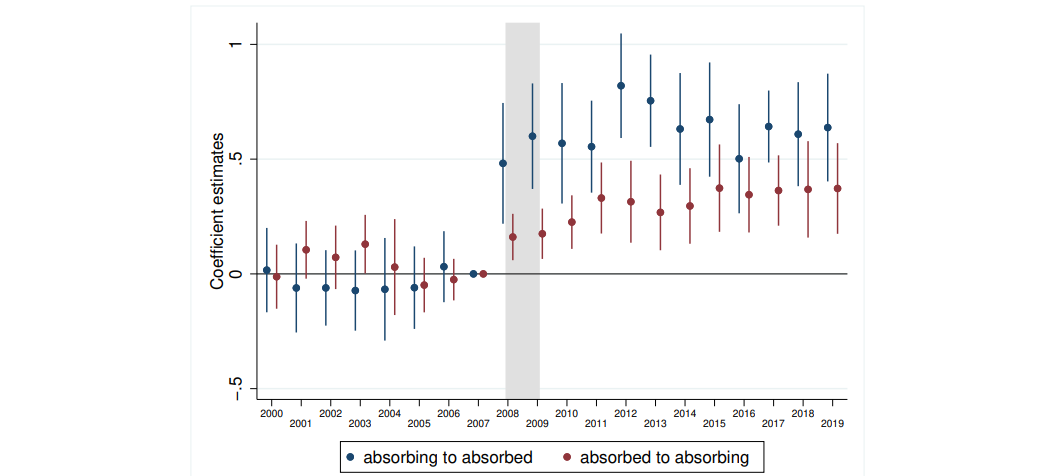 Coefficient estimates
1
.5
0
-.5
2000 2002 2004 2006 2008 2010 2012 2014 2016 2018
2001 2003 2005 2007 2009 2011 2013 2015 2017 2019
absorbing to absorbed absorbed to absorbing